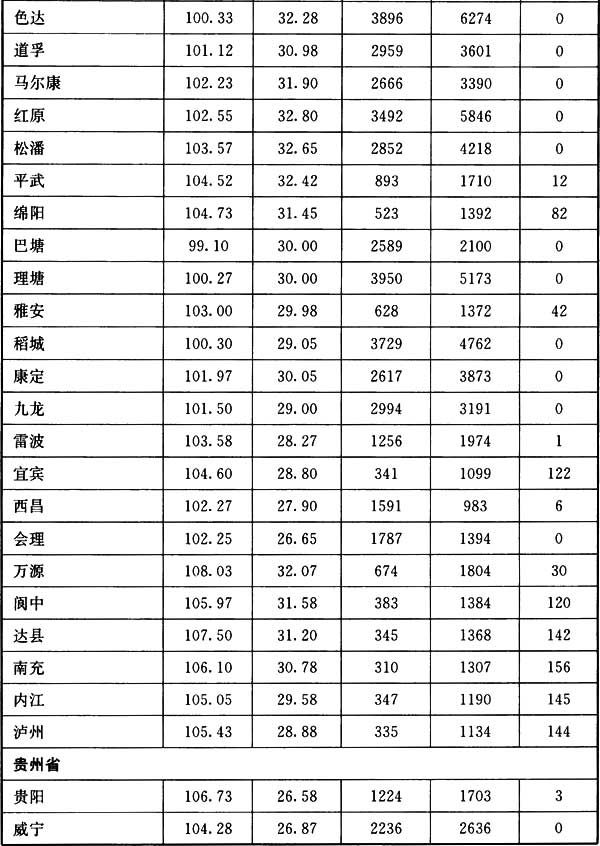 色达 100.33 32.28 3896 6274 0
道孚 101.12 30.98 2959 3601 0
马尔康 102.23 31.90 2666 3390 0
红原 102.55 32.80 3492 5846 0
松潘 103.57 32.65 2852 4218 0
平武 104.52 32.42 893 1710 12
绵阳 104.73 31.45 523 1392 82
巴塘 99.10 30.00 2589 2100 0
理塘 100.27 30.00 3950 5173 0
雅安 103.00 29.98 628 1372 42
稻城 100.30 29.05 3729 4762 0
康定 101.97 30.05 2617 3873 0
九龙 101.50 29.00 2994 3191 0
雷波 103.58 28.27 1256 1974 1
宜宾 104.60 28.80 341 1099 122
西昌 102.27 27.90 1591 983 6
会理 102.25 26.65 1787 1394 0
万源 108.03 32.07 674 1804 30
阆中 105.97 31.58 383 1384 120
达县 107.50 31.20 345 1368 142
南充 106.10 30.78 310 1307 156
内江 105.05 29.58 347 1190 145
泸州 105.43 28.88 335 1134 144
贵州省
贵阳 106.73 26.58 1224 1703 3
威宁 104.28 26.87 2236 2636 0